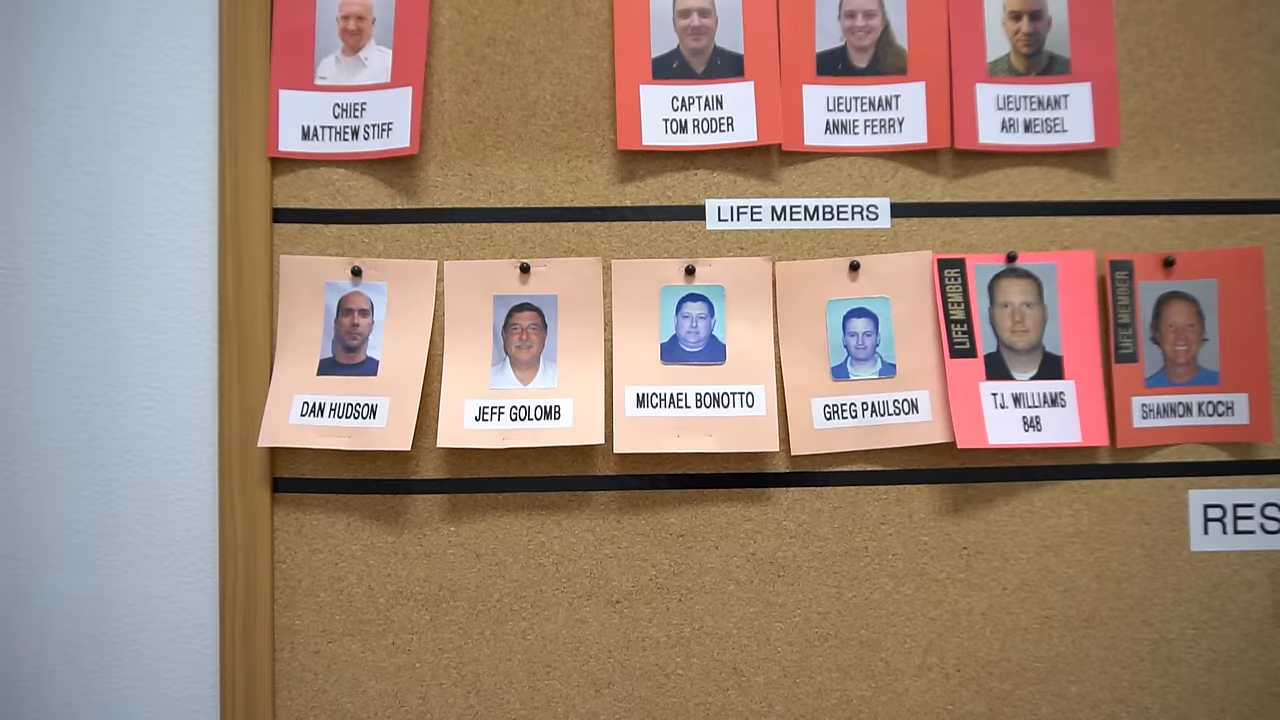 CHIEF
MATTHEW STIFF
CAPTAIN
TOM RODER
LIEUTENANT
ANNIE FERRY
LIEUTENANT
ARI MEISEL
LIFE MEMBERS
DAN HUDSON
JEFF GOLOMB
MICHAEL BONOTTO
GREG PAULSON
LIFE MEMBER
T.J. WILLIAMS
848
LIFE MEMBER
SHANNON KOCH
RES